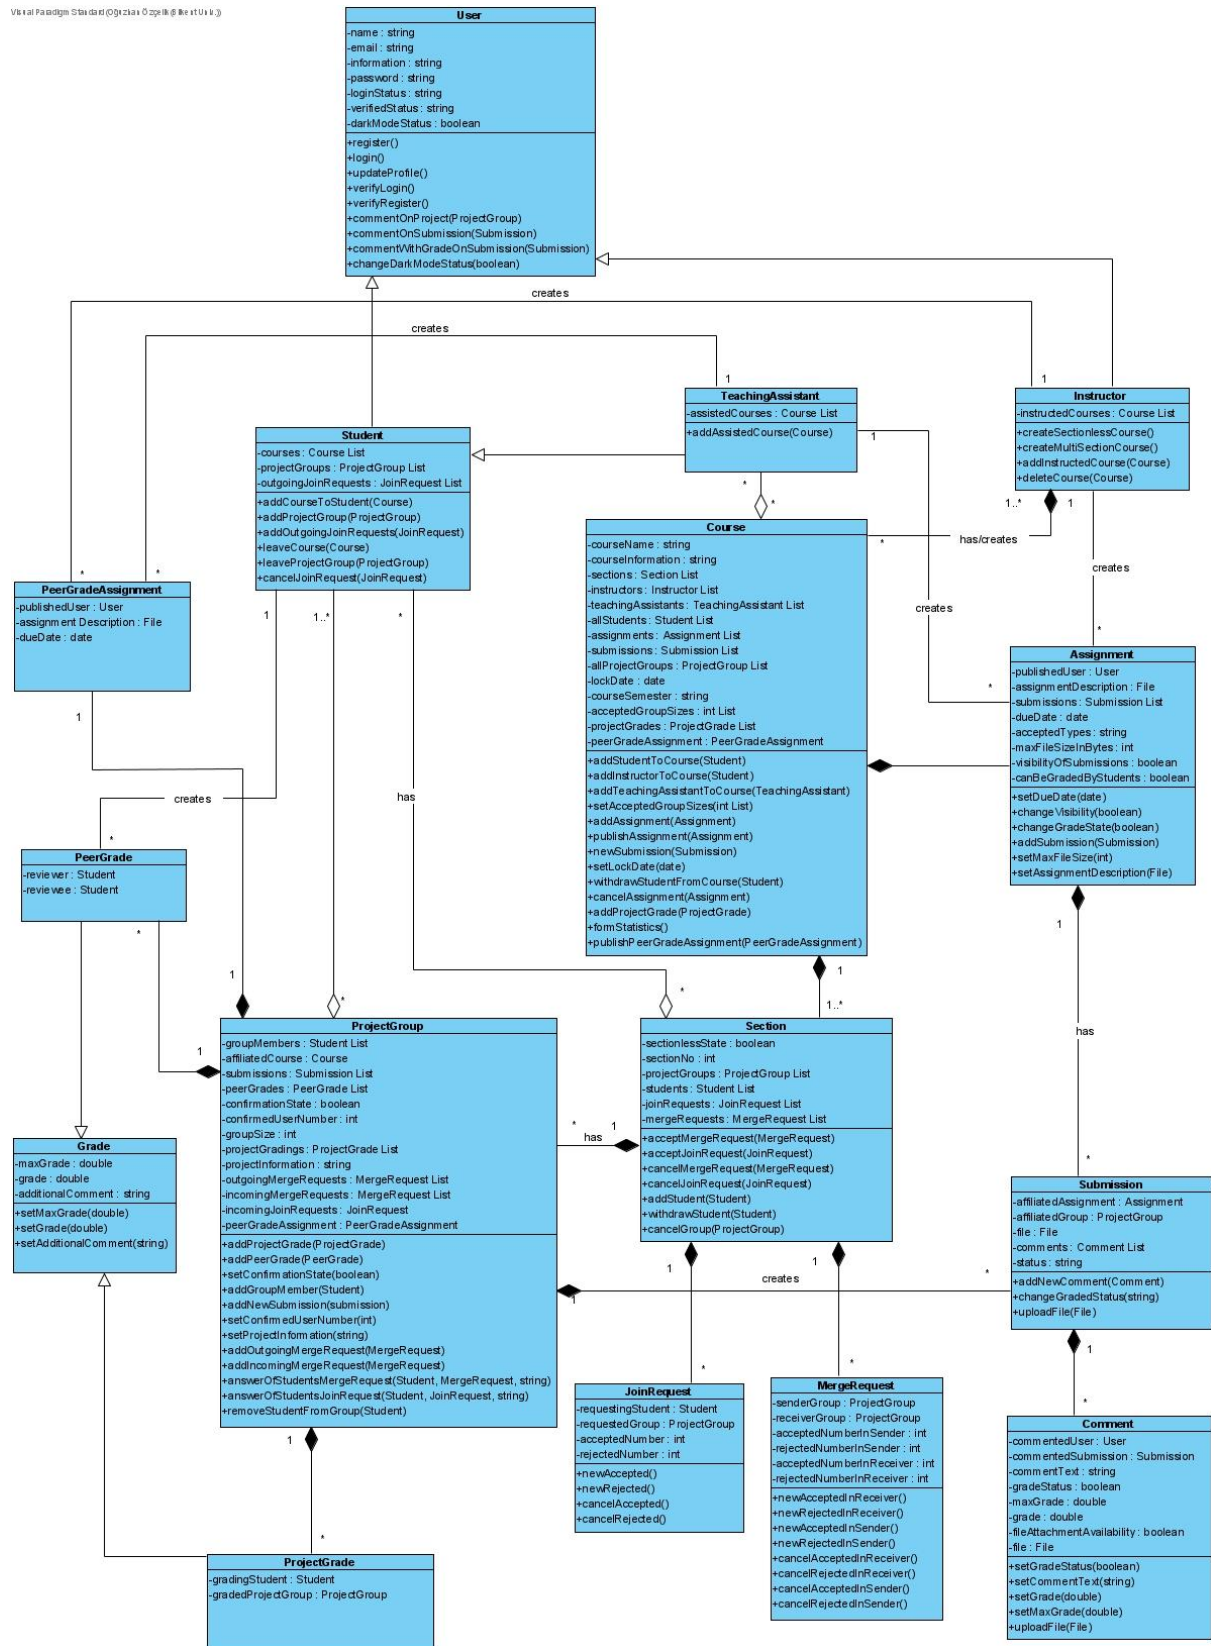 Visual Paradigm Standard(Oğuzhan Özçelik(Bilkent Univ.))
User
-name : string
-email : string
-information : string
-password : string
-loginStatus : string
-verifiedStatus : string
-darkModeStatus : boolean
+register()
+login()
+updateProfile()
+verifyLogin()
+verifyRegister()
+commentOnProject(ProjectGroup)
+commentOnSubmission(Submission)
+commentWithGradeOnSubmission(Submission)
+changeDarkModeStatus(boolean)
creates
creates
1
1
TeachingAssistant
-assistedCourses : Course List
+addAssistedCourse(Course)
1
*
*
Instructor
-instructedCourses : Course List
+createSectionlessCourse()
+createMultiSectionCourse()
+addInstructedCourse(Course)
+deleteCourse(Course)
1..*
1
*
has/creates
creates
creates
*
*
Student
-courses : Course List
-projectGroups : ProjectGroup List
-outgoingJoinRequests : JoinRequest List
+addCourseToStudent(Course)
+addProjectGroup(ProjectGroup)
+addOutgoingJoinRequests(JoinRequest)
+leaveCourse(Course)
+leaveProjectGroup(ProjectGroup)
+cancelJoinRequest(JoinRequest)
1
1..*
*
*
*
PeerGradeAssignment
-publishedUser : User
-assignment Description : File
-dueDate : date
1
Course
-courseName : string
-courseInformation : string
-sections : Section List
-instructors : Instructor List
-teachingAssistants : TeachingAssistant List
-allStudents : Student List
-assignments : Assignment List
-submissions : Submission List
-allProjectGroups : ProjectGroup List
-lockDate : date
-courseSemester : string
-acceptedGroupSizes : int List
-projectGrades : ProjectGrade List
-peerGradeAssignment : PeerGradeAssignment
+addStudentToCourse(Student)
+addInstructorToCourse(Student)
+addTeachingAssistantToCourse(TeachingAssistant)
+setAcceptedGroupSizes(int List)
+addAssignment(Assignment)
+publishAssignment(Assignment)
+newSubmission(Submission)
+setLockDate(date)
+withdrawStudentFromCourse(Student)
+cancelAssignment(Assignment)
+addProjectGrade(ProjectGrade)
+formStatistics()
+publishPeerGradeAssignment(PeerGradeAssignment)
1
1..*
Assignment
-publishedUser : User
-assignmentDescription : File
-submissions : Submission List
-dueDate : date
-acceptedTypes : string
-maxFileSizeInBytes : int
-visibilityOfSubmissions : boolean
-canBeGradedByStudents : boolean
+setDueDate(date)
+changeVisibility(boolean)
+changeGradeState(boolean)
+addSubmission(Submission)
+setMaxFileSize(int)
+setAssignmentDescription(File)
1
has
*
creates
has
*
PeerGrade
-reviewer : Student
-reviewee : Student
*
1
1
*
*
ProjectGroup
-groupMembers : Student List
-affiliatedCourse : Course
-submissions : Submission List
-peerGrades : PeerGrade List
-confirmationState : boolean
-confirmedUserNumber : int
-groupSize : int
-projectGradings : ProjectGrade List
-projectInformation : string
-outgoingMergeRequests : MergeRequest List
-incomingMergeRequests : MergeRequest List
-incomingJoinRequests : JoinRequest
-peerGradeAssignment : PeerGradeAssignment
+addProjectGrade(ProjectGrade)
+addPeerGrade(PeerGrade)
+setConfirmationState(boolean)
+addGroupMember(Student)
+addNewSubmission(submission)
+setConfirmedUserNumber(int)
+setProjectInformation(string)
+addOutgoingMergeRequest(MergeRequest)
+addIncomingMergeRequest(MergeRequest)
+answerOfStudentsMergeRequest(Student, MergeRequest, string)
+answerOfStudentsJoinRequest(Student, JoinRequest, string)
+removeStudentFromGroup(Student)
*
has
1
Section
-sectionlessState : boolean
-sectionNo : int
-projectGroups : ProjectGroup List
-students : Student List
-joinRequests : JoinRequest List
-mergeRequests : MergeRequest List
+acceptMergeRequest(MergeRequest)
+acceptJoinRequest(JoinRequest)
+cancelMergeRequest(MergeRequest)
+cancelJoinRequest(JoinRequest)
+addStudent(Student)
+withdrawStudent(Student)
+cancelGroup(ProjectGroup)
1
1
creates
1
*
*
*
Grade
-maxGrade : double
-grade : double
-additionalComment : string
+setMaxGrade(double)
+setGrade(double)
+setAdditionalComment(string)
Submission
-affiliatedAssignment : Assignment
-affiliatedGroup : ProjectGroup
-file : File
-comments : Comment List
-status : string
+addNewComment(Comment)
+changeGradedStatus(string)
+uploadFile(File)
1
*
JoinRequest
-requestingStudent : Student
-requestedGroup : ProjectGroup
-acceptedNumber : int
-rejectedNumber : int
+newAccepted()
+newRejected()
+cancelAccepted()
+cancelRejected()
MergeRequest
-senderGroup : ProjectGroup
-receiverGroup : ProjectGroup
-acceptedNumberInSender : int
-rejectedNumberInSender : int
-acceptedNumberInReceiver : int
-rejectedNumberInReceiver : int
+newAcceptedInReceiver()
+newRejectedInReceiver()
+newAcceptedInSender()
+newRejectedInSender()
+cancelAcceptedInReceiver()
+cancelRejectedInReceiver()
+cancelAcceptedInSender()
+cancelRejectedInSender()
Comment
-commentedUser : User
-commentedSubmission : Submission
-commentText : string
-gradeStatus : boolean
-maxGrade : double
-grade : double
-fileAttachmentAvailability : boolean
-file : File
+setGradeStatus(boolean)
+setCommentText(string)
+setGrade(double)
+setMaxGrade(double)
+uploadFile(File)
1
*
ProjectGrade
-gradingStudent : Student
-gradedProjectGroup : ProjectGroup